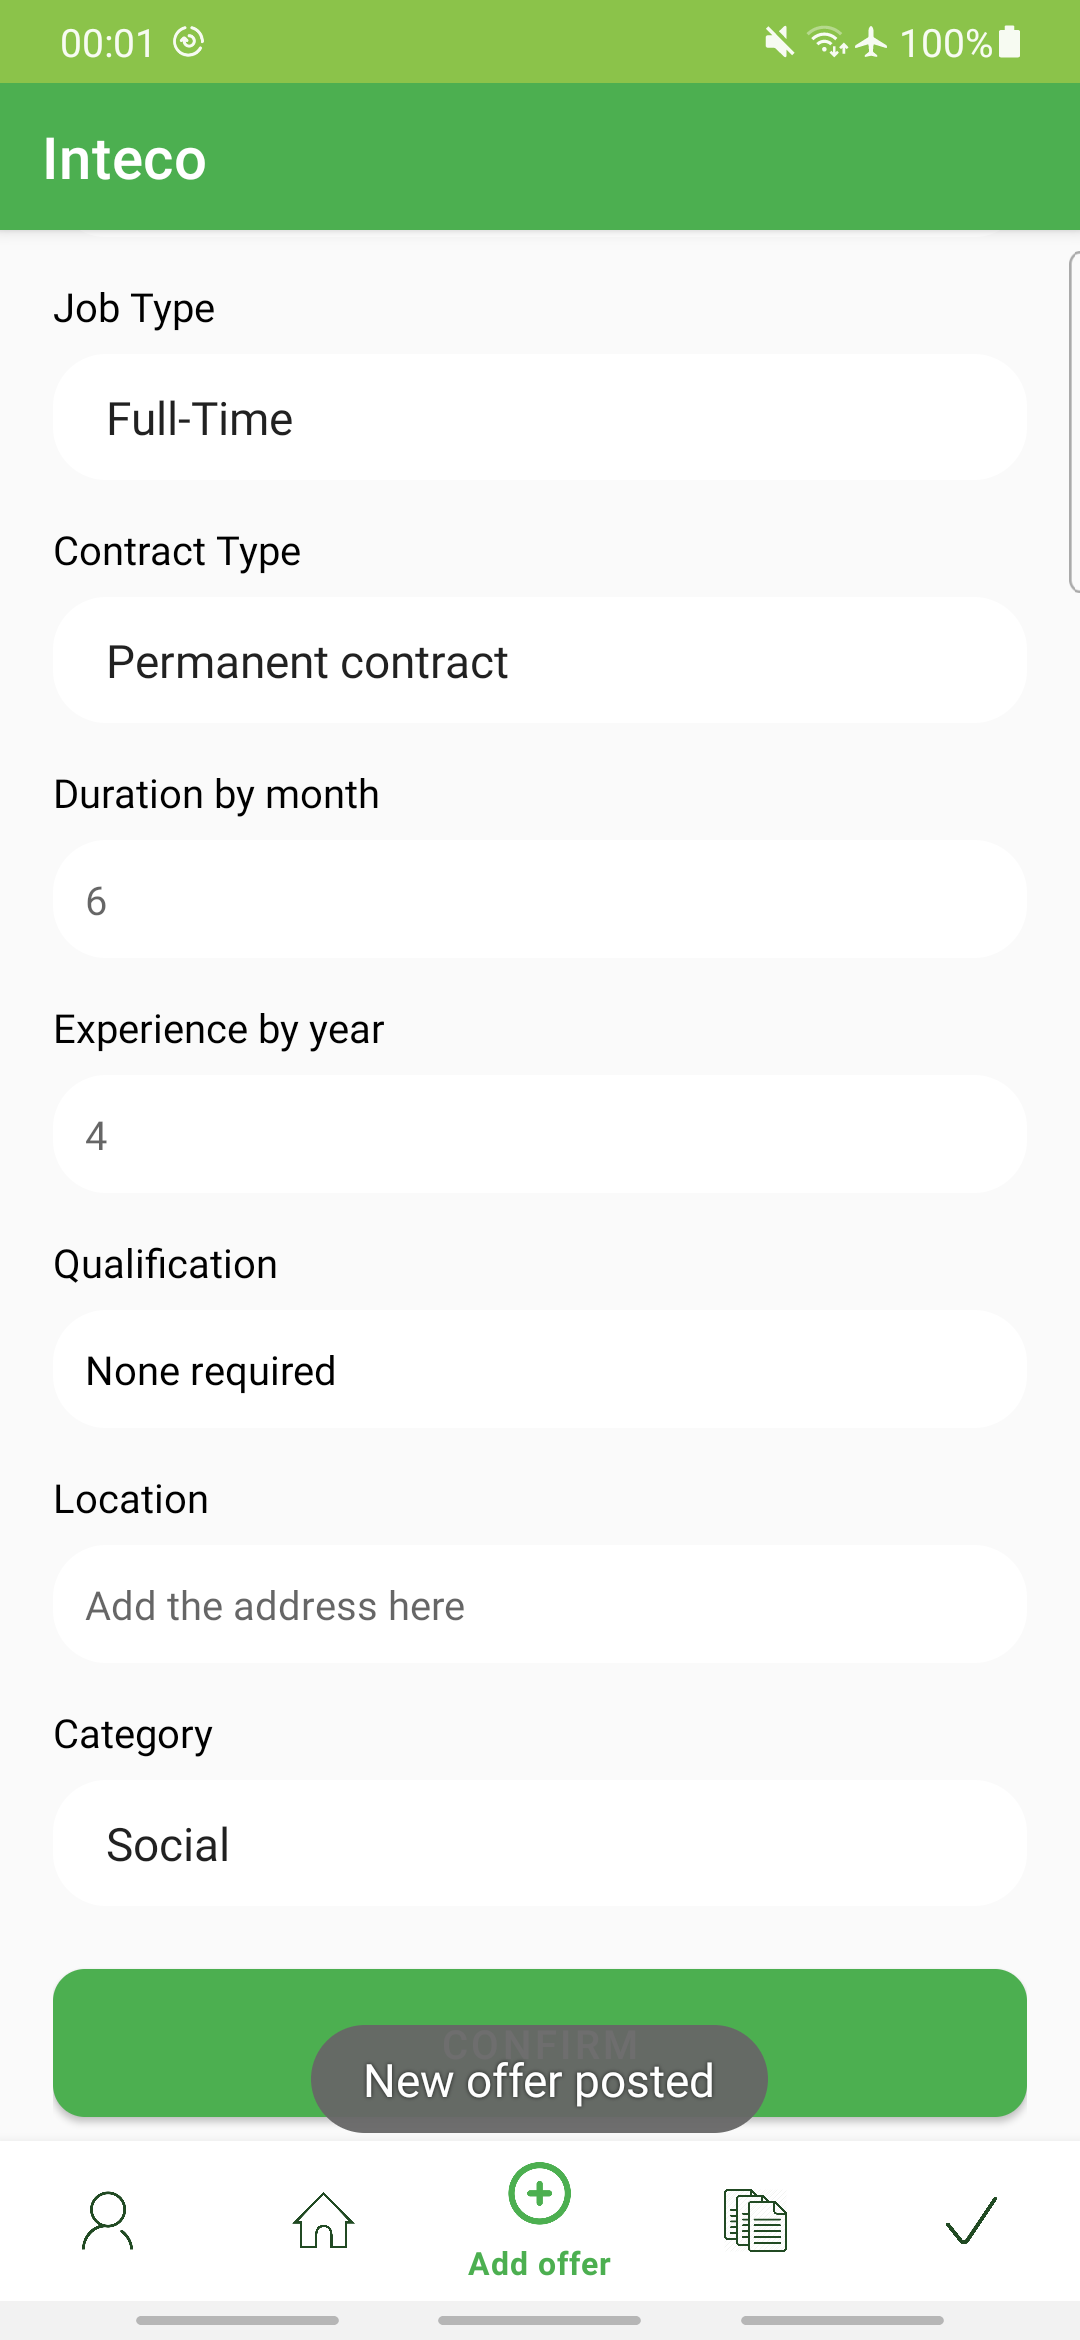 00:01
100%
Inteco
Job Type
Full-Time
Contract Type
Permanent contract
Duration by month
6
Experience by year
4
Qualification
None required
Location
Add the address here
Category
Social
CONFIRM
New offer posted
Add offer